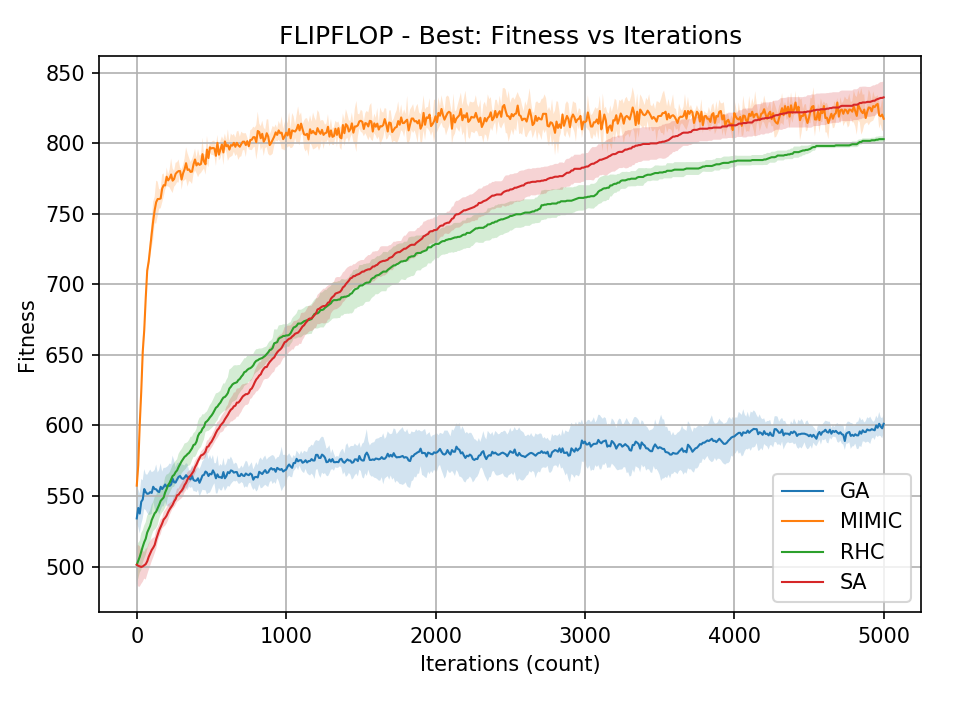 FLIPFLOP - Best: Fitness vs Iterations
Fitness
850
800
750
700
650
600
550
500
0 1000 2000 3000 4000 5000
Iterations (count)
GA
MIMIC
RHC
SA